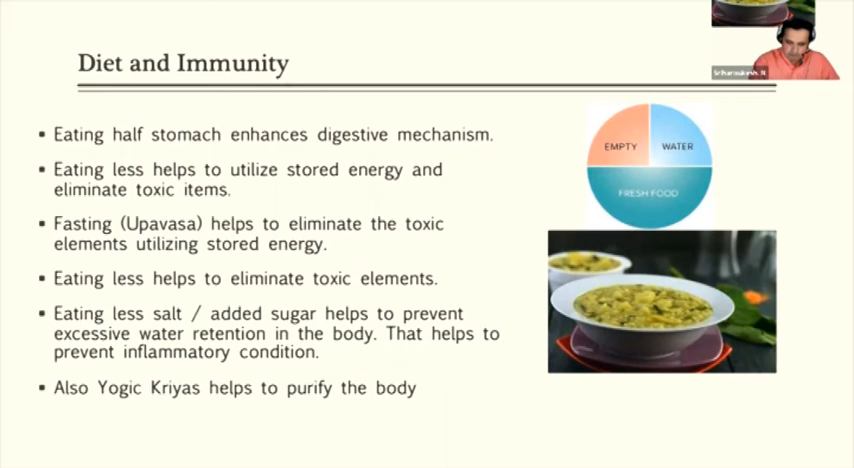 Diet and Immunity
▪ Eating half stomach enhances digestive mechanism.
▪ Eating less helps to utilize stored energy and
eliminate toxic items.
▪ Fasting (Upavasa) helps to eliminate the toxic
elements utilizing stored energy.
▪ Eating less helps to eliminate toxic elements.
▪ Eating less salt / added sugar helps to prevent
excessive water retention in the body. That helps to
prevent inflammatory condition.
▪ Also Yogic Kriyas helps to purify the body
EMPTY
WATER
FRESH FOOD